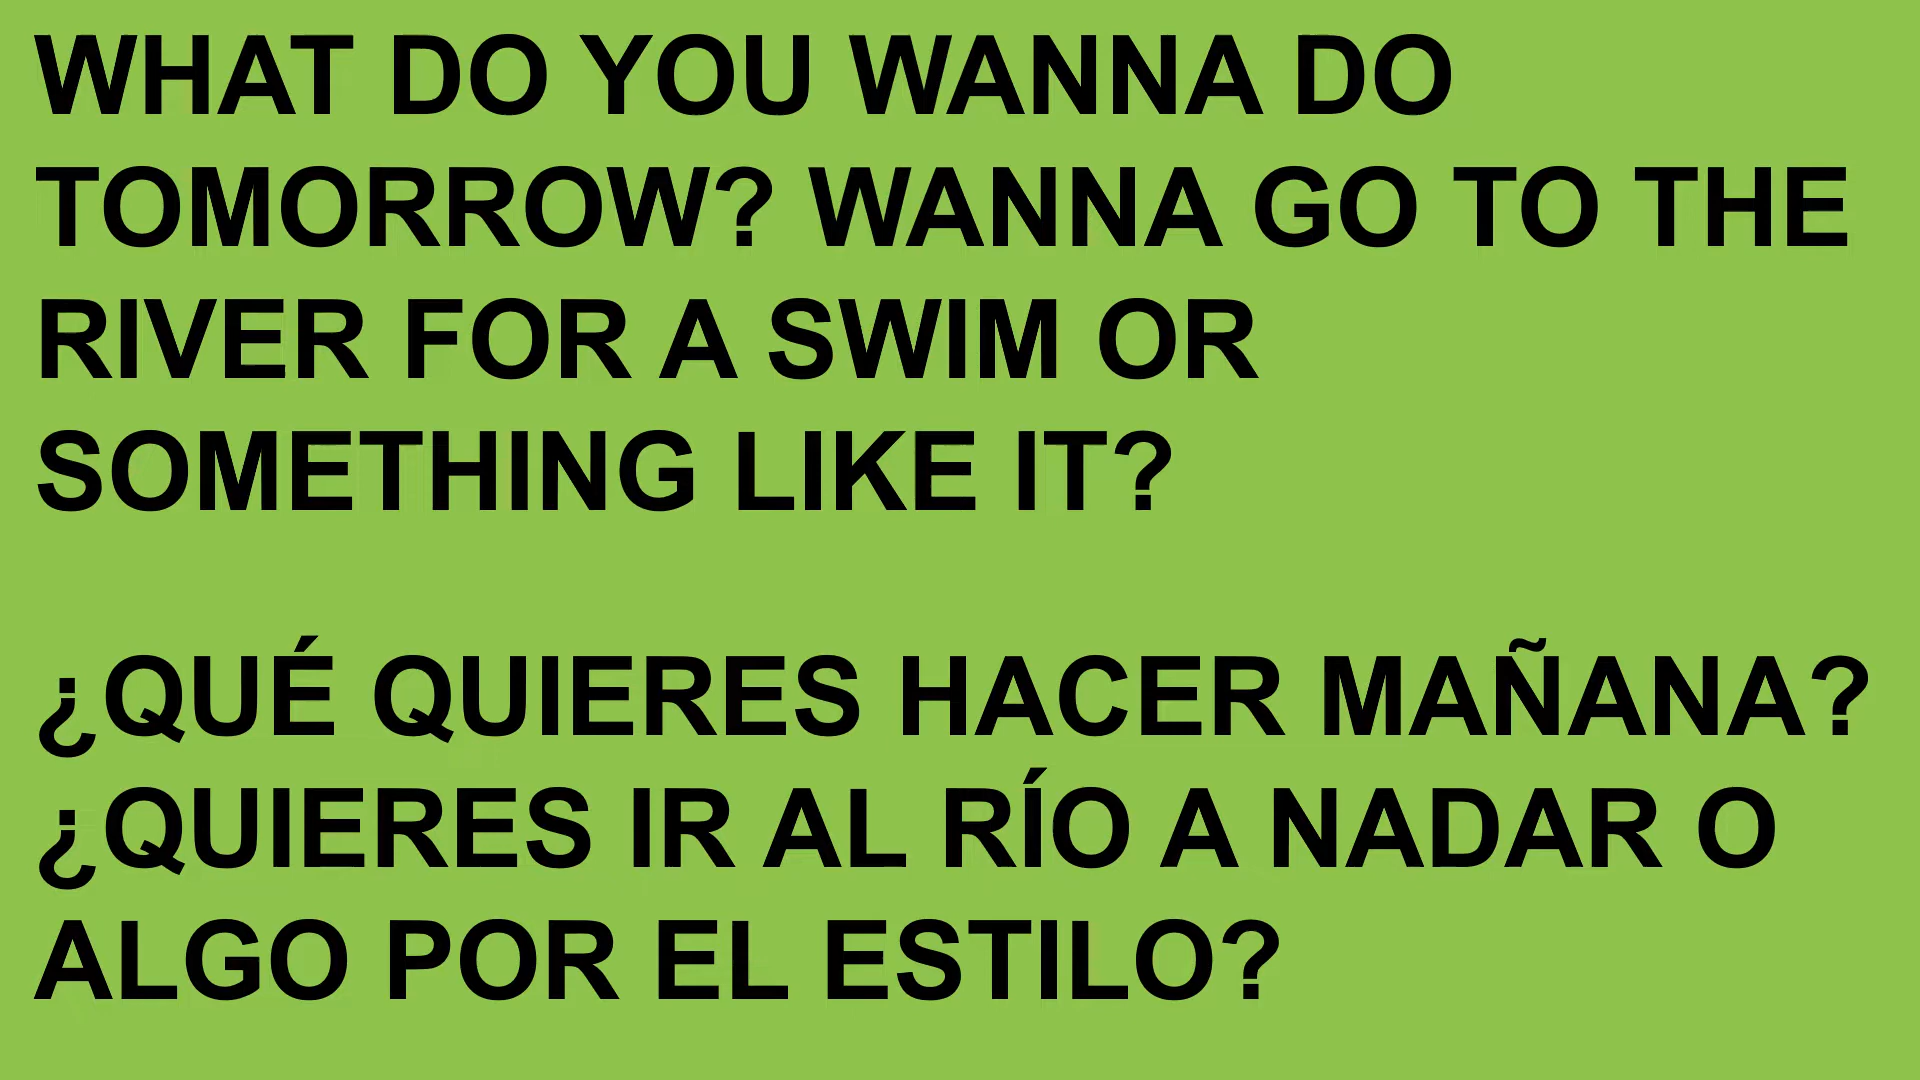 WHAT DO YOU WANNA DO
TOMORROW? WANNA GO TO THE
RIVER FOR A SWIM OR
SOMETHING LIKE IT?
¿QUÉ QUIERES HACER MAÑANA?
¿QUIERES IR AL RÍO A NADAR O
ALGO POR EL ESTILO?